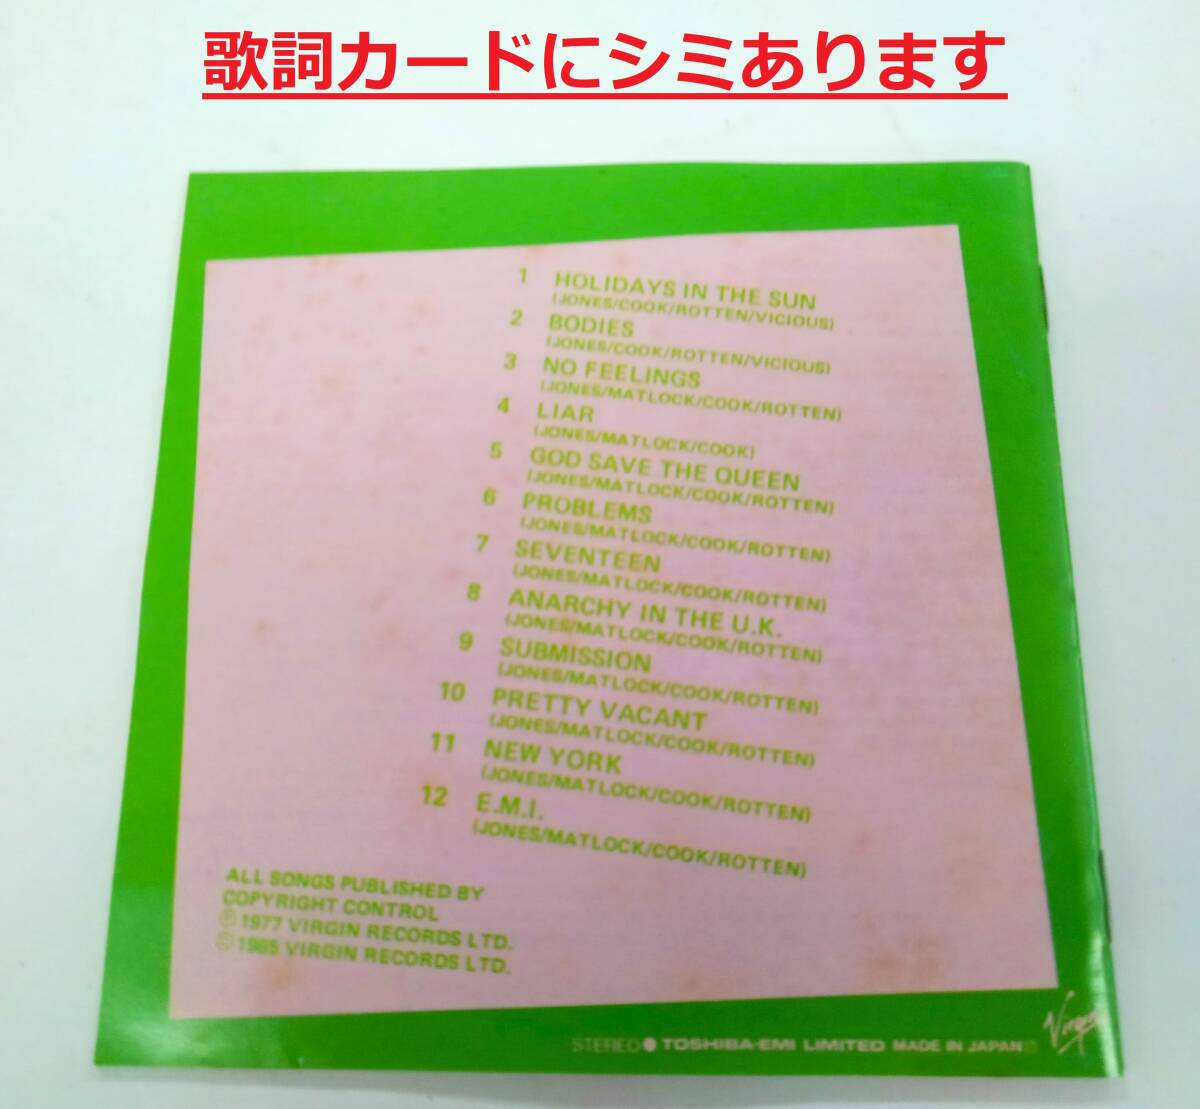 歌詞カードにシミあります
1 HOLIDAYS IN THE SUN
(JONES/COOK/ROTTEN/VICIOUS)
2 BODIES
(JONES/COOK/ROTTEN/VICIOUS)
3 NO FEELINGS
(JONES/MATLOCK/COOK/ROTTEN)
4 LIAR
(JONES/MATLOCK/COOK)
5 GOD SAVE THE QUEEN
(JONES/MATLOCK/COOK/ROTTEN)
6 PROBLEMS
(JONES/MATLOCK/COOK/ROTTEN)
7 SEVENTEEN
(JONES/MATLOCK/COOK/ROTTEN)
8 ANARCHY IN THE U.K.
(JONES/MATLOCK/COOK/ROTTEN)
9 SUBMISSION
(JONES/MATLOCK/COOK/ROTTEN)
10 PRETTY VACANT
(JONES/MATLOCK/COOK/ROTTEN)
11 NEW YORK
(JONES/MATLOCK/COOK/ROTTEN)
12 E.M.I.
(JONES/MATLOCK/COOK/ROTTEN)
ALL SONGS PUBLISHED BY
COPYRIGHT CONTROL
℗ 1977 VIRGIN RECORDS LTD.
© 1985 VIRGIN RECORDS LTD.
Virgin
STEREO ● TOSHIBA-EMI LIMITED MADE IN JAPAN